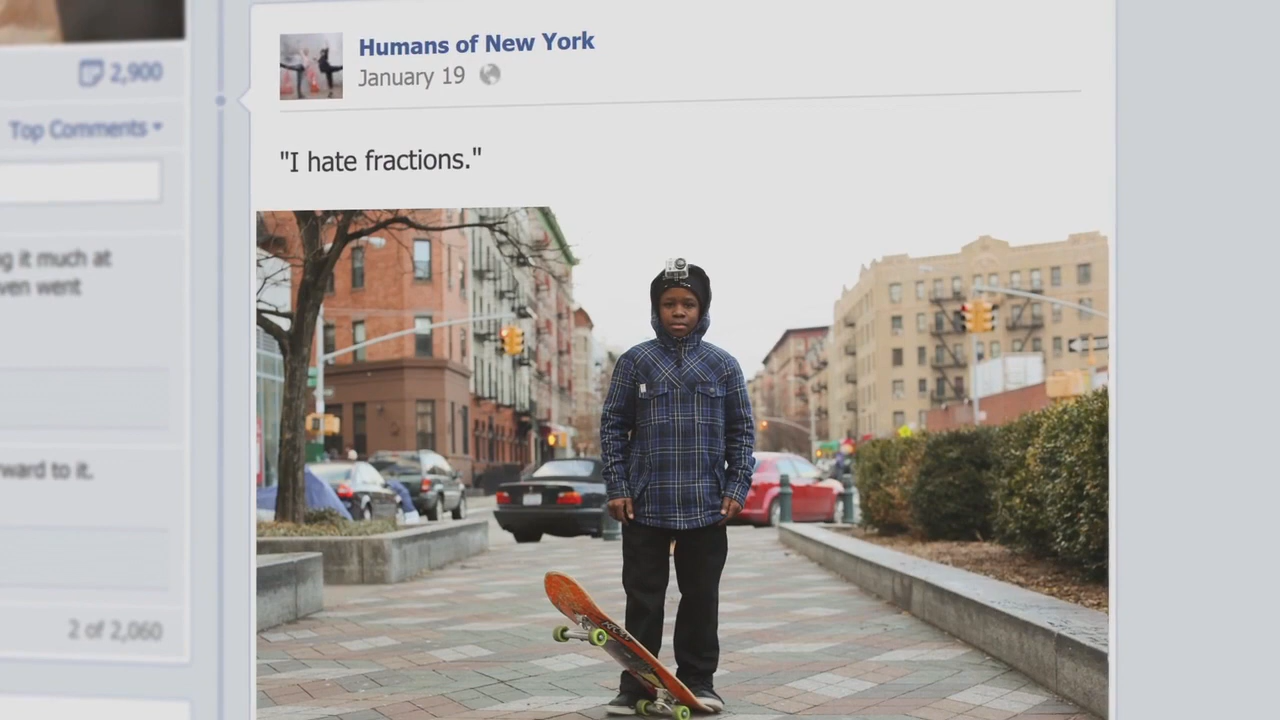 2,900
Top Comments
g it much at
ven went
ward to it.
2 of 2,060
Humans of New York
January 19
"I hate fractions."